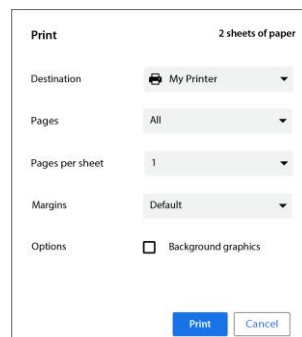 Print 2 sheets of paper
Destination My Printer
Pages All
Pages per sheet 1
Margins Default
Options Background graphics
Print Cancel